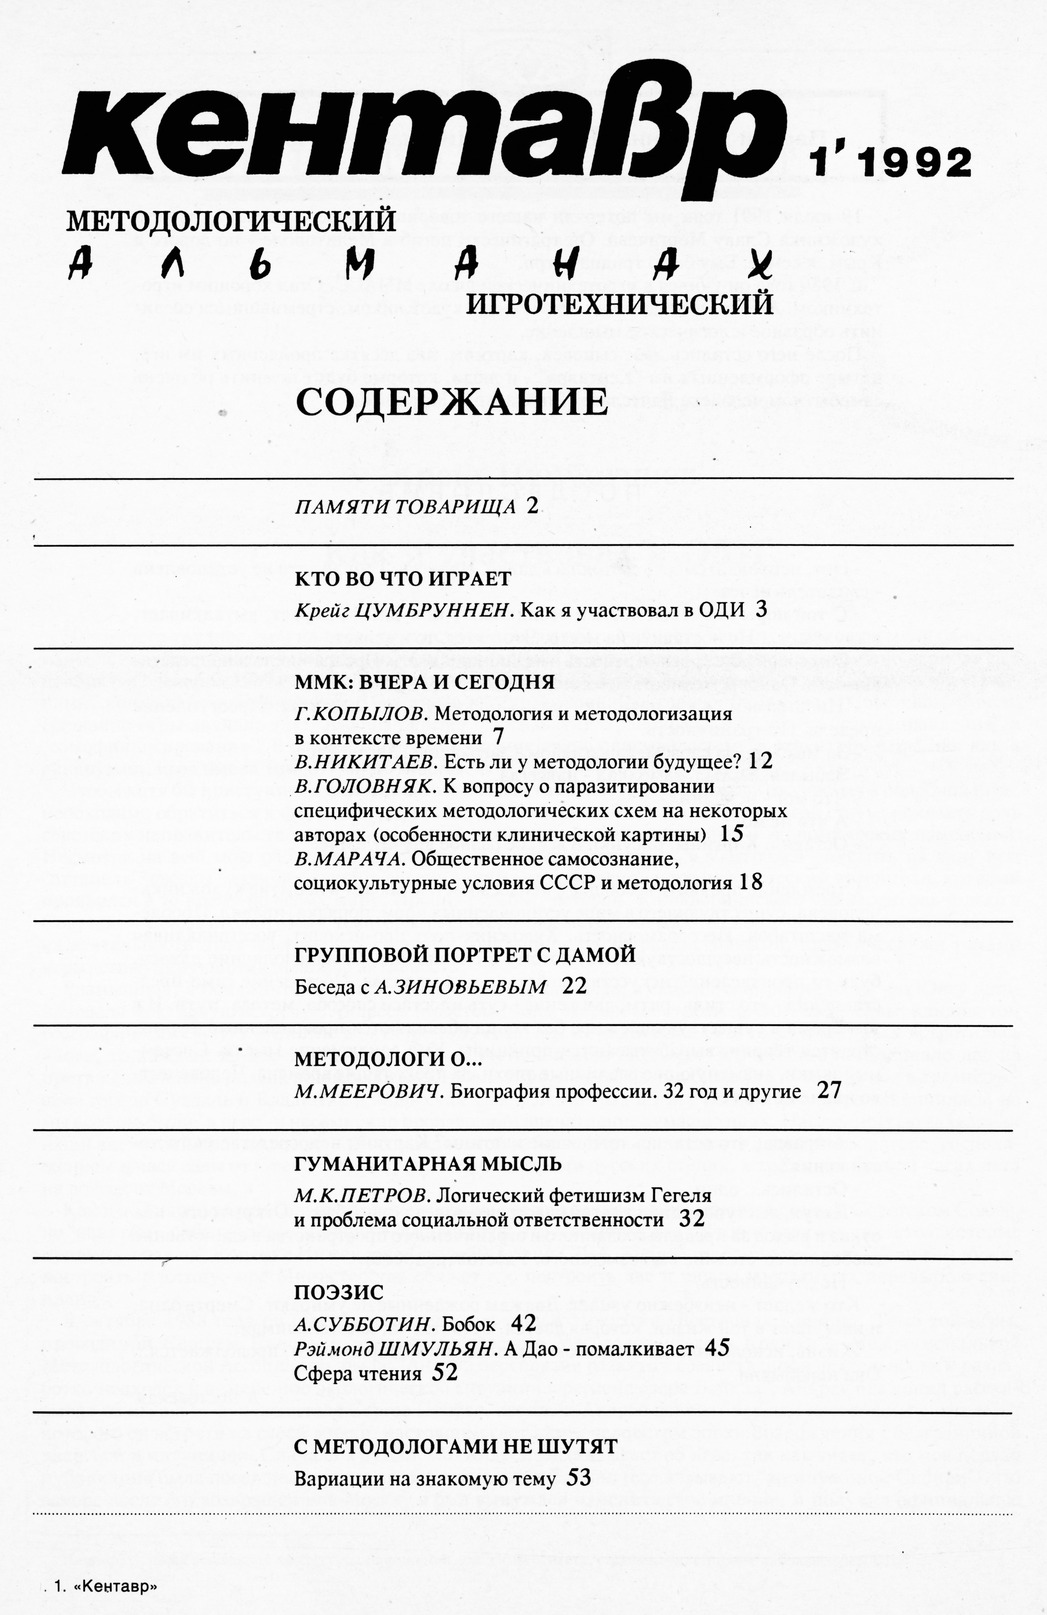 кентавр 1'1992
МЕТОДОЛОГИЧЕСКИЙ
АЛЬМАНАХ
ИГРОТЕХНИЧЕСКИЙ
СОДЕРЖАНИЕ
ПАМЯТИ ТОВАРИЩА 2
КТО ВО ЧТО ИГРАЕТ
Крейг ЦУМБРУННЕН. Как я участвовал в ОДИ 3
ММК: ВЧЕРА И СЕГОДНЯ
Г.КОПЫЛОВ. Методология и методологизация
в контексте времени 7
В.НИКИТАЕВ. Есть ли у методологии будущее? 12
В.ГОЛОВНЯК. К вопросу о паразитировании
специфических методологических схем на некоторых
авторах (особенности клинической картины) 15
В.МАРАЧА. Общественное самосознание,
социокультурные условия СССР и методология 18
ГРУППОВОЙ ПОРТРЕТ С ДАМОЙ
Беседа с А.ЗИНОВЬЕВЫМ 22
МЕТОДОЛОГИ О...
М.МЕЕРОВИЧ. Биография профессии. 32 год и другие 27
ГУМАНИТАРНАЯ МЫСЛЬ
М.К.ПЕТРОВ. Логический фетишизм Гегеля
и проблема социальной ответственности 32
ПОЭЗИС
А.СУББОТИН. Бобок 42
Рэймонд ШМУЛЬЯН. А Дао - помалкивает 45
Сфера чтения 52
С МЕТОДОЛОГАМИ НЕ ШУТЯТ
Вариации на знакомую тему 53
1. «Кентавр»